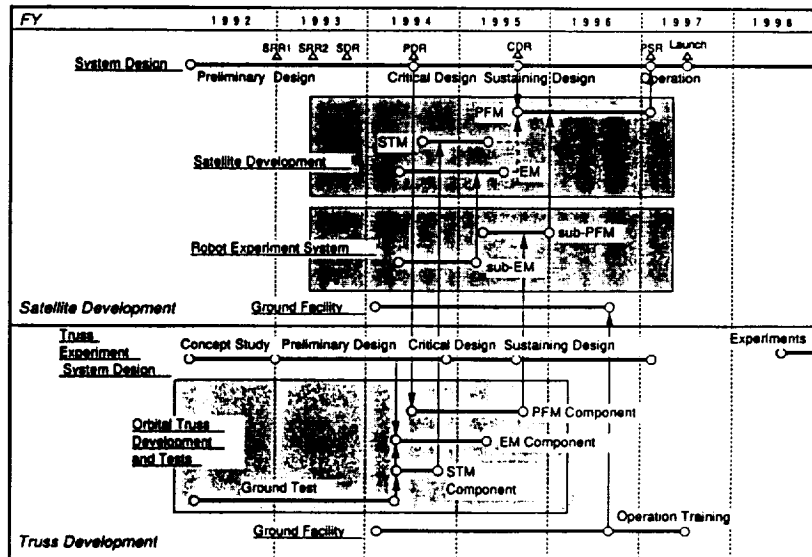 FY 1992 1993 1994 1995 1996 1997 1998
SRR1 SRR2 SDR PDR CDR PSR Launch
System Design
Preliminary Design Critical Design Sustaining Design Operation
PFM
STM
Satellite Development
EM
sub-PFM
Robot Experiment System
sub-EM
Satellite Development
Ground Facility
Truss
Experiment
System Design
Concept Study Preliminary Design Critical Design Sustaining Design
Experiments
PFM Component
Orbital Truss
Development
and Tests
EM Component
STM
Component
Ground Test
Operation Training
Ground Facility
Truss Development